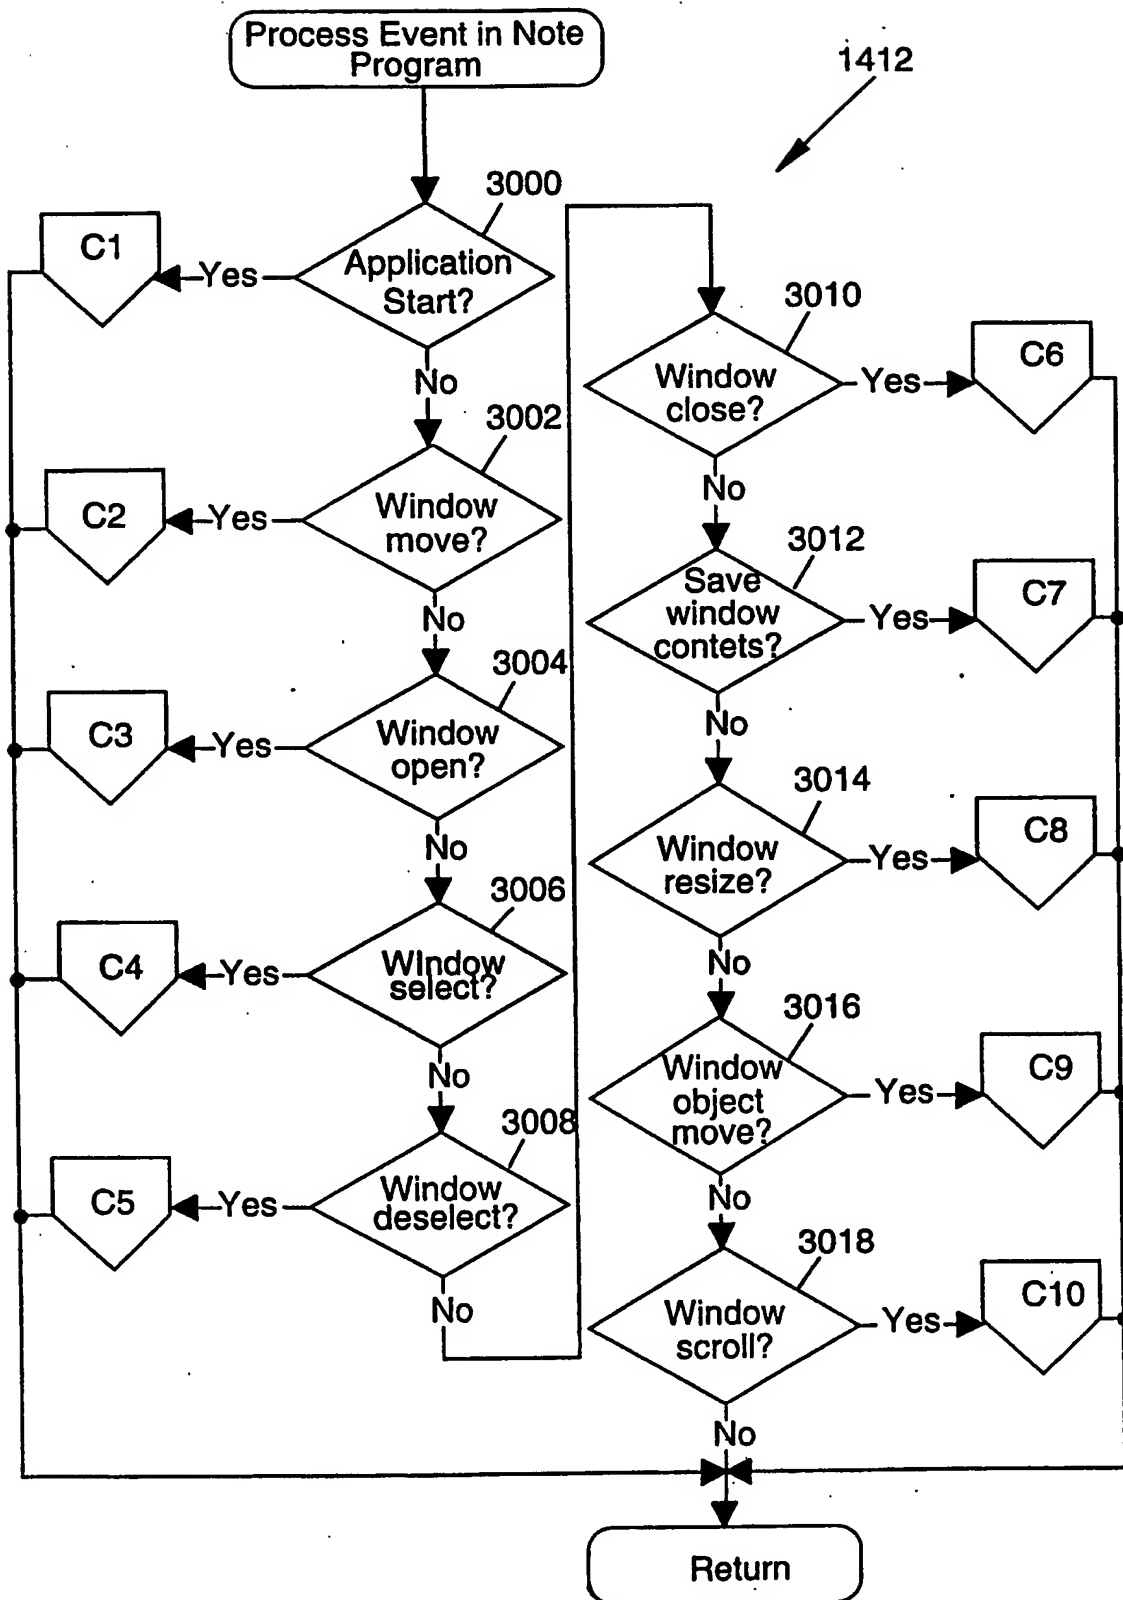 Process Event in Note
Program
1412
3000
C1
Yes
Application
Start?
No
3002
C2
Yes
Window
move?
No
3004
C3
Yes
Window
open?
No
3006
C4
Yes
WIndow
select?
No
3008
C5
Yes
Window
deselect?
No
3010
Window
close?
Yes
C6
No
3012
Save
window
contets?
Yes
C7
No
3014
Window
resize?
Yes
C8
No
3016
Window
object
move?
Yes
C9
No
3018
Window
scroll?
Yes
C10
No
Return